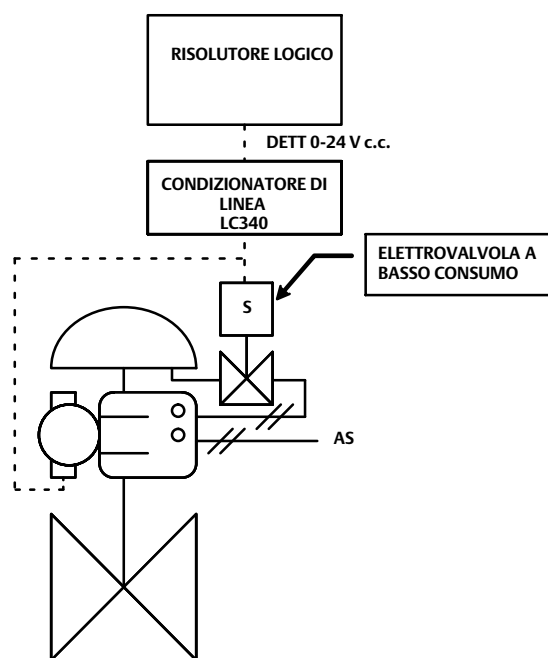 RISOLUTORE LOGICO
DETT 0-24 V c.c.
CONDIZIONATORE DI
LINEA
LC340
ELETTROVALVOLA A
BASSO CONSUMO
S
AS